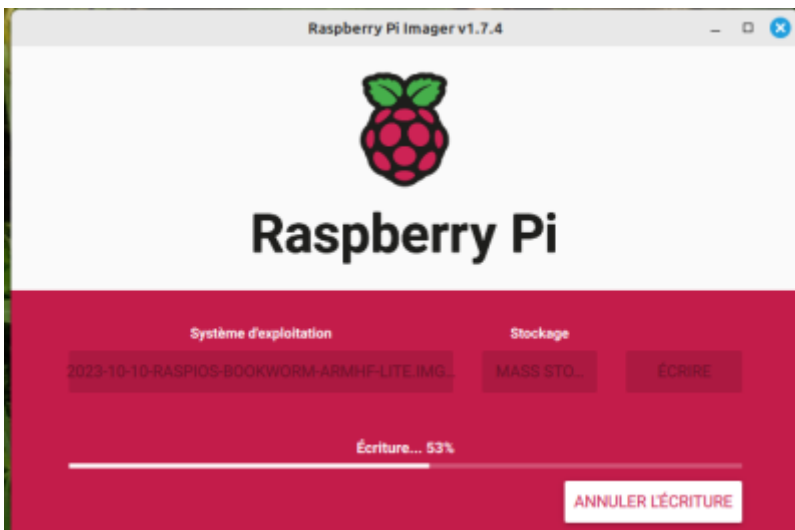 Raspberry Pi Imager v1.7.4
Raspberry Pi
Système d'exploitation
Stockage
2023-10-10-RASPIOS-BOOKWORM-ARMHF-LITE.IMG...
MASS STO...
ÉCRIRE
Écriture... 53%
ANNULER L'ÉCRITURE